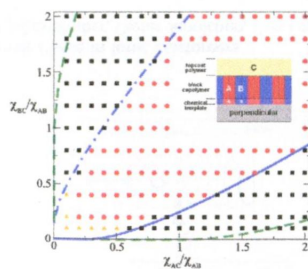 2
1.5
1
0.5
0
χBC/χAB
0
0.5
1
1.5
2
χAC/χAB
topcoat
polymer
C
block
copolymer
A B
chemical
template
perpendicular